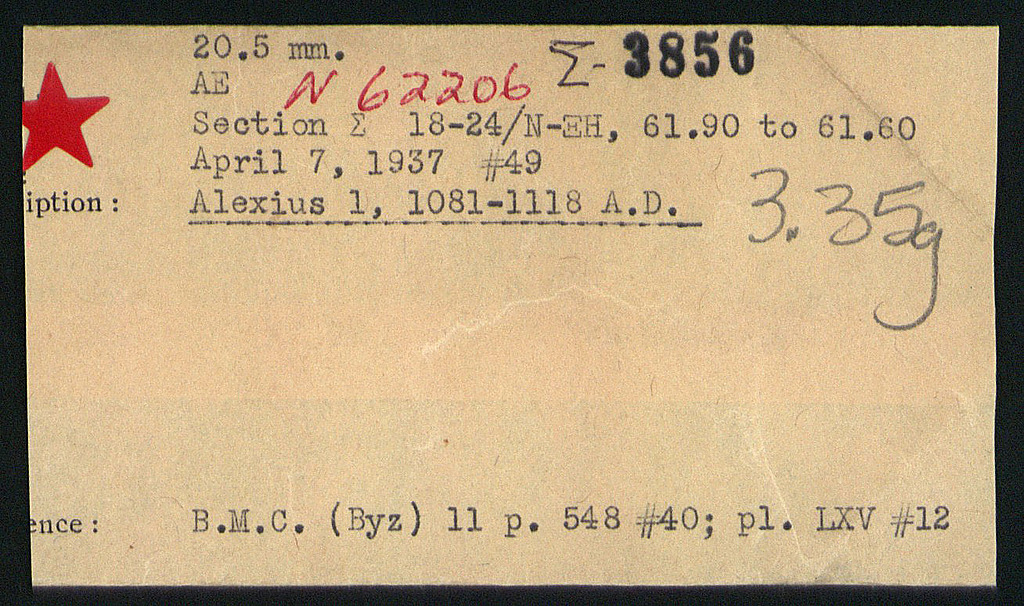 20.5 mm. Σ- 3856
AE N 62206
Section Σ 18-24/N-ΞH, 61.90 to 61.60
April 7, 1937 #49
iption : Alexius 1, 1081-1118 A.D. 3.35g
ence : B.M.C. (Byz) 11 p. 548 #40; pl. LXV #12